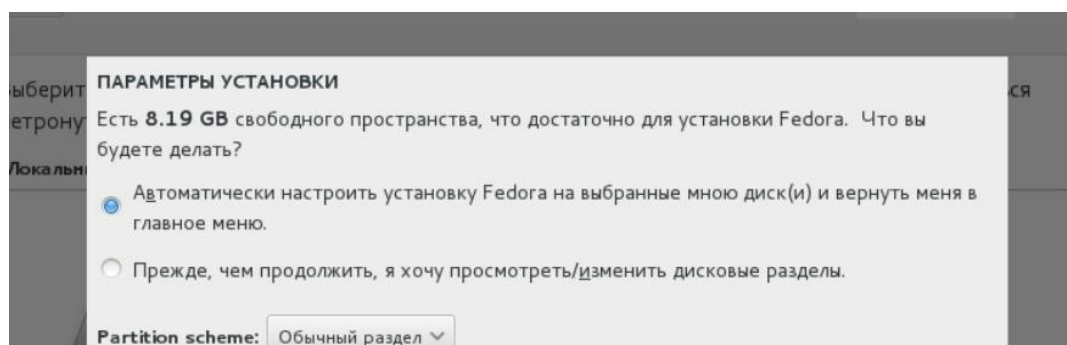 ПАРАМЕТРЫ УСТАНОВКИ
Есть 8.19 GB свободного пространства, что достаточно для установки Fedora. Что вы
будете делать?
Автоматически настроить установку Fedora на выбранные мною диск(и) и вернуть меня в
главное меню.
Прежде, чем продолжить, я хочу просмотреть/изменить дисковые разделы.
Partition scheme: Обычный раздел